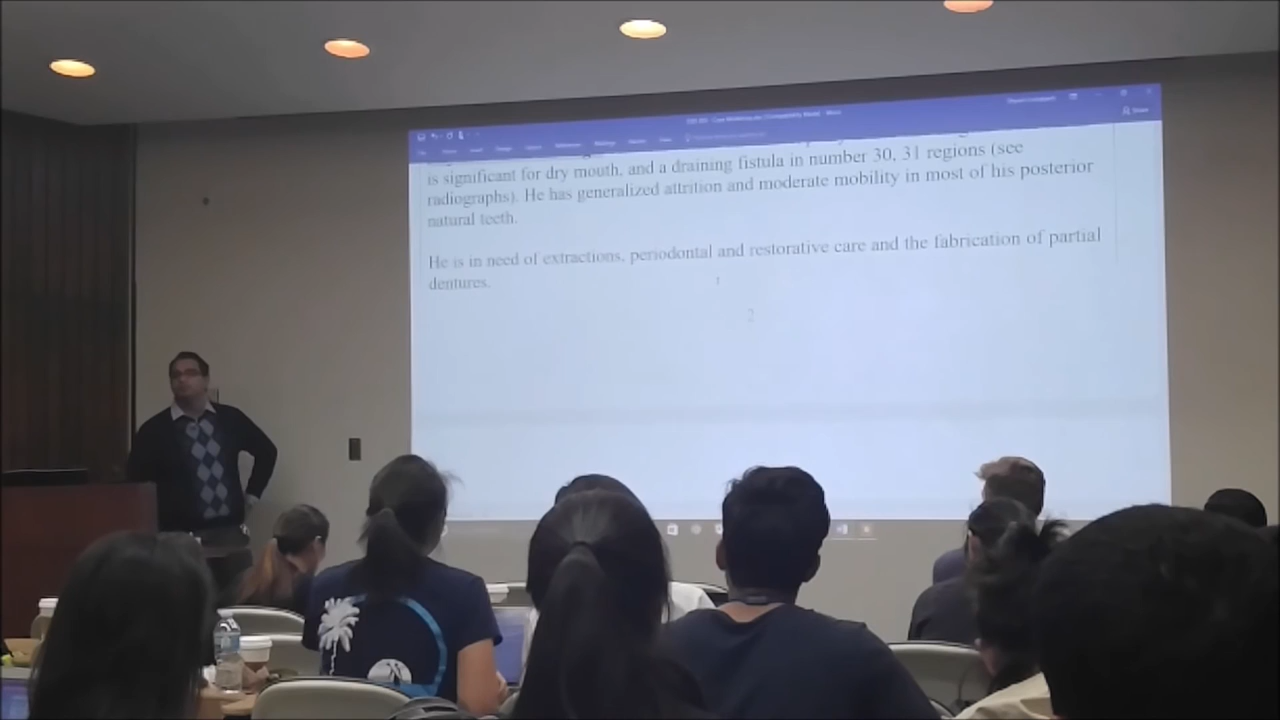 is significant for dry mouth, and a draining fistula in number 30, 31 regions (see
radiographs). He has generalized attrition and moderate mobility in most of his posterior
natural teeth.
He is in need of extractions, periodontal and restorative care and the fabrication of partial
dentures.
2
Share